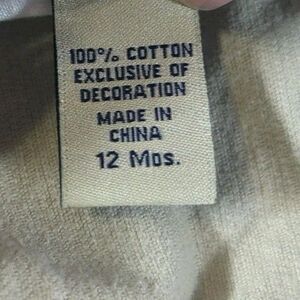 100% COTTON
EXCLUSIVE OF
DECORATION
MADE IN
CHINA
12 Mos.